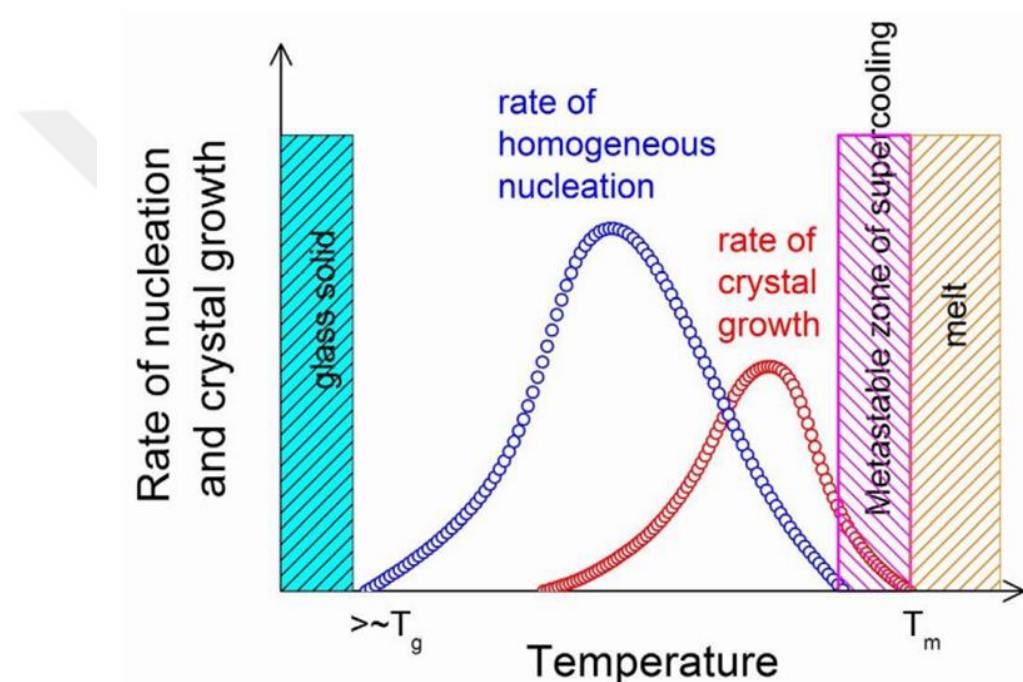 Rate of nucleation
and crystal growth
glass solid
rate of
homogeneous
nucleation
rate of
crystal
growth
Metastable zone of supercooling
melt
>~Tg
Tm
Temperature